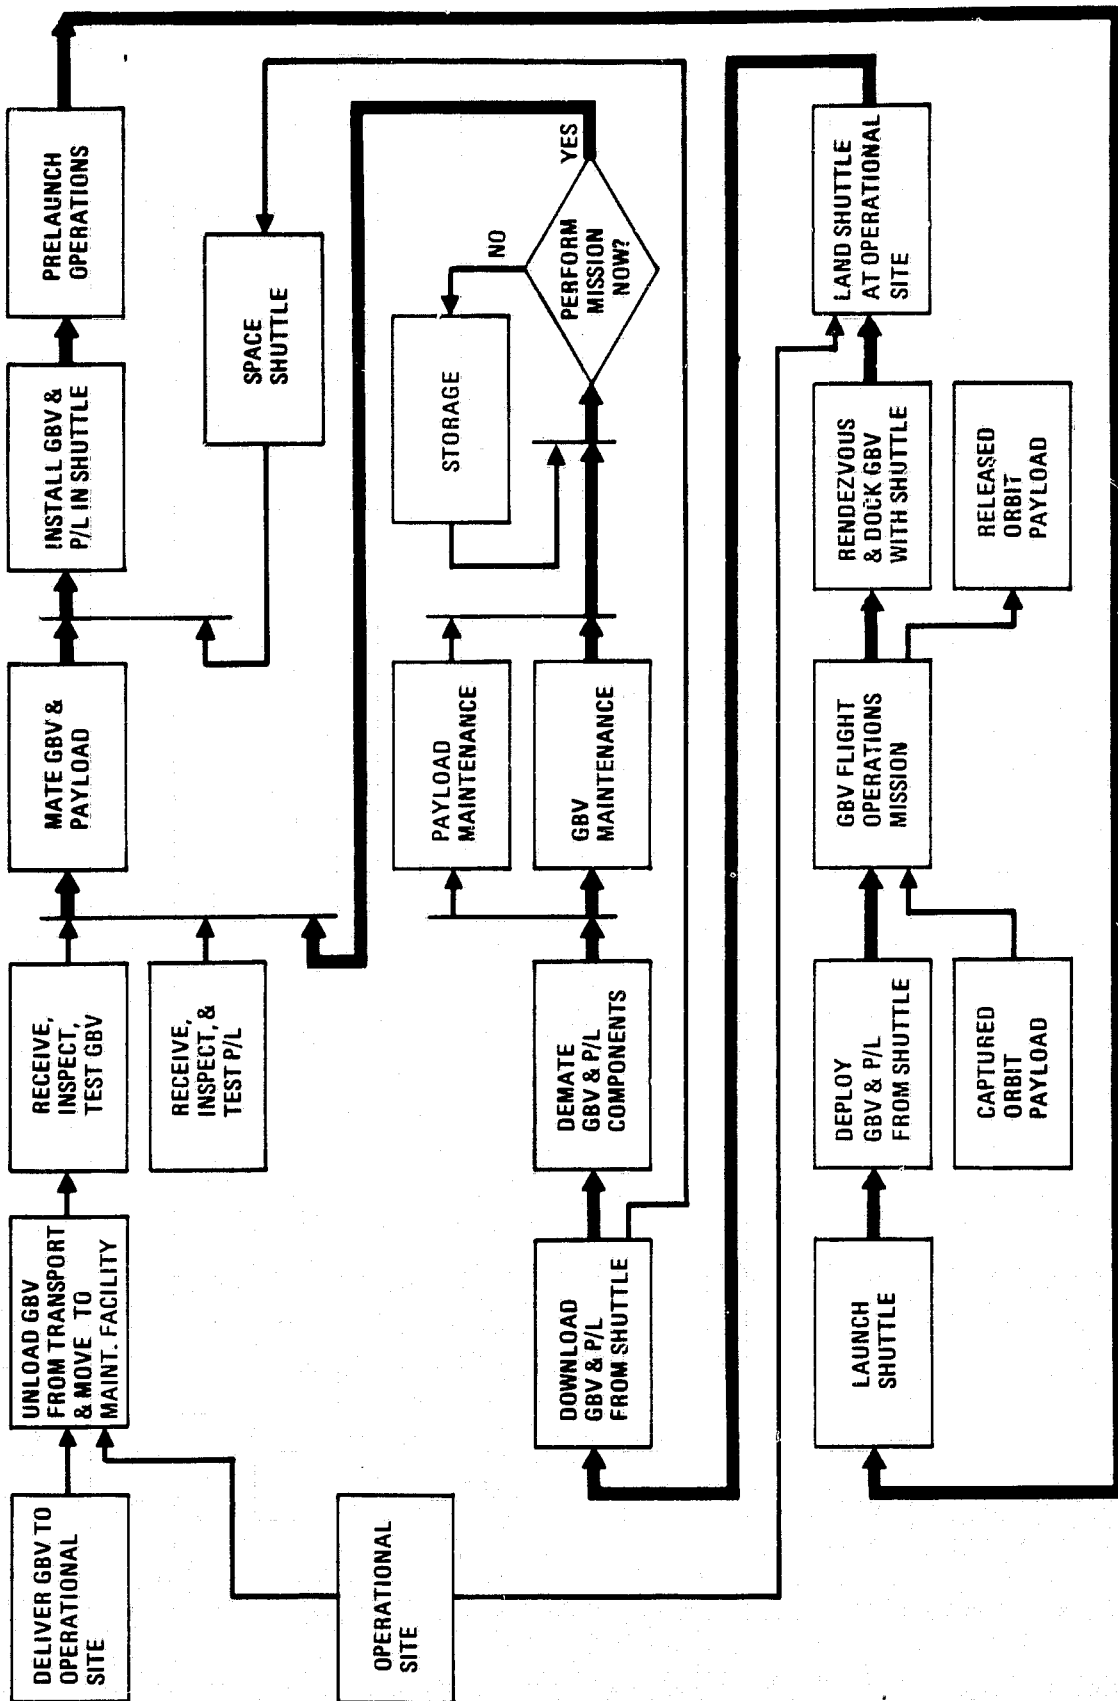 DELIVER GBV TO
OPERATIONAL
SITE
UNLOAD GBV
FROM TRANSPORT
& MOVE TO
MAINT. FACILITY
RECEIVE,
INSPECT,
TEST GBV
MATE GBV &
PAYLOAD
INSTALL GBV &
P/L IN SHUTTLE
PRELAUNCH
OPERATIONS
RECEIVE,
INSPECT, &
TEST P/L
SPACE
SHUTTLE
OPERATIONAL
SITE
PAYLOAD
MAINTENANCE
STORAGE
NO
YES
DOWNLOAD
GBV & P/L
FROM SHUTTLE
DEMATE
GBV & P/L
COMPONENTS
GBV
MAINTENANCE
PERFORM
MISSION
NOW?
LAUNCH
SHUTTLE
DEPLOY
GBV & P/L
FROM SHUTTLE
GBV FLIGHT
OPERATIONS
MISSION
RENDEZVOUS
& DOCK GBV
WITH SHUTTLE
LAND SHUTTLE
AT OPERATIONAL
SITE
CAPTURED
ORBIT
PAYLOAD
RELEASED
ORBIT
PAYLOAD